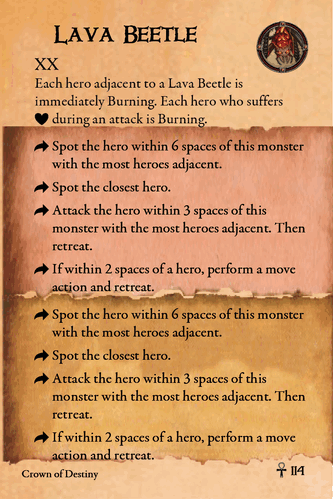 Lava Beetle
XX
Each hero adjacent to a Lava Beetle is
immediately Burning. Each hero who suffers
♥ during an attack is Burning.
Spot the hero within 6 spaces of this monster
with the most heroes adjacent.
Spot the closest hero.
Attack the hero within 3 spaces of this
monster with the most heroes adjacent. Then
retreat.
If within 2 spaces of a hero, perform a move
action and retreat.
Spot the hero within 6 spaces of this monster
with the most heroes adjacent.
Spot the closest hero.
Attack the hero within 3 spaces of this
monster with the most heroes adjacent. Then
retreat.
If within 2 spaces of a hero, perform a move
action and retreat.
Crown of Destiny
114